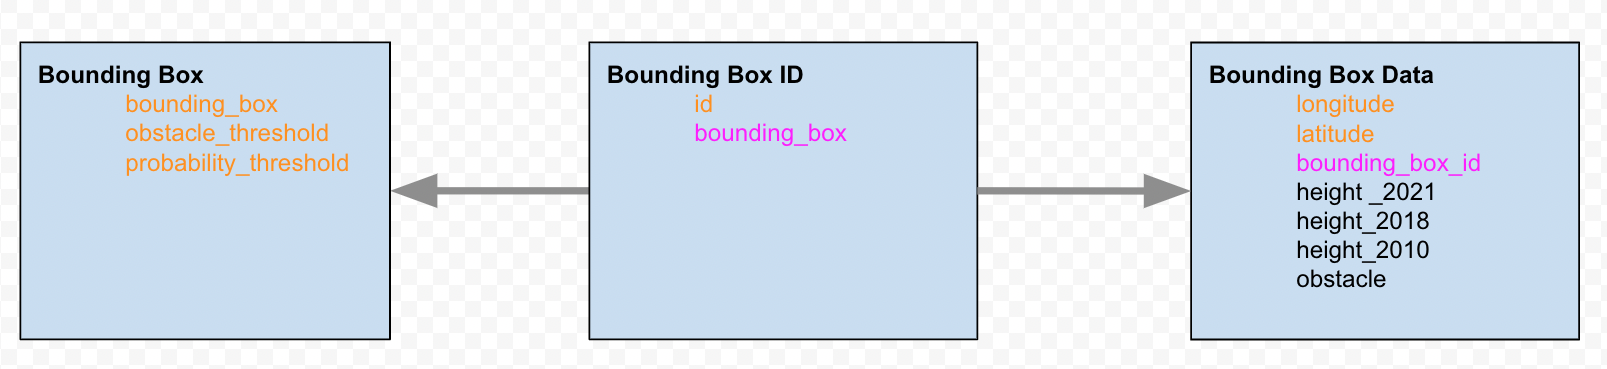 Bounding Box
bounding_box
obstacle_threshold
probability_threshold
Bounding Box ID
id
bounding_box
Bounding Box Data
longitude
latitude
bounding_box_id
height _2021
height_2018
height_2010
obstacle